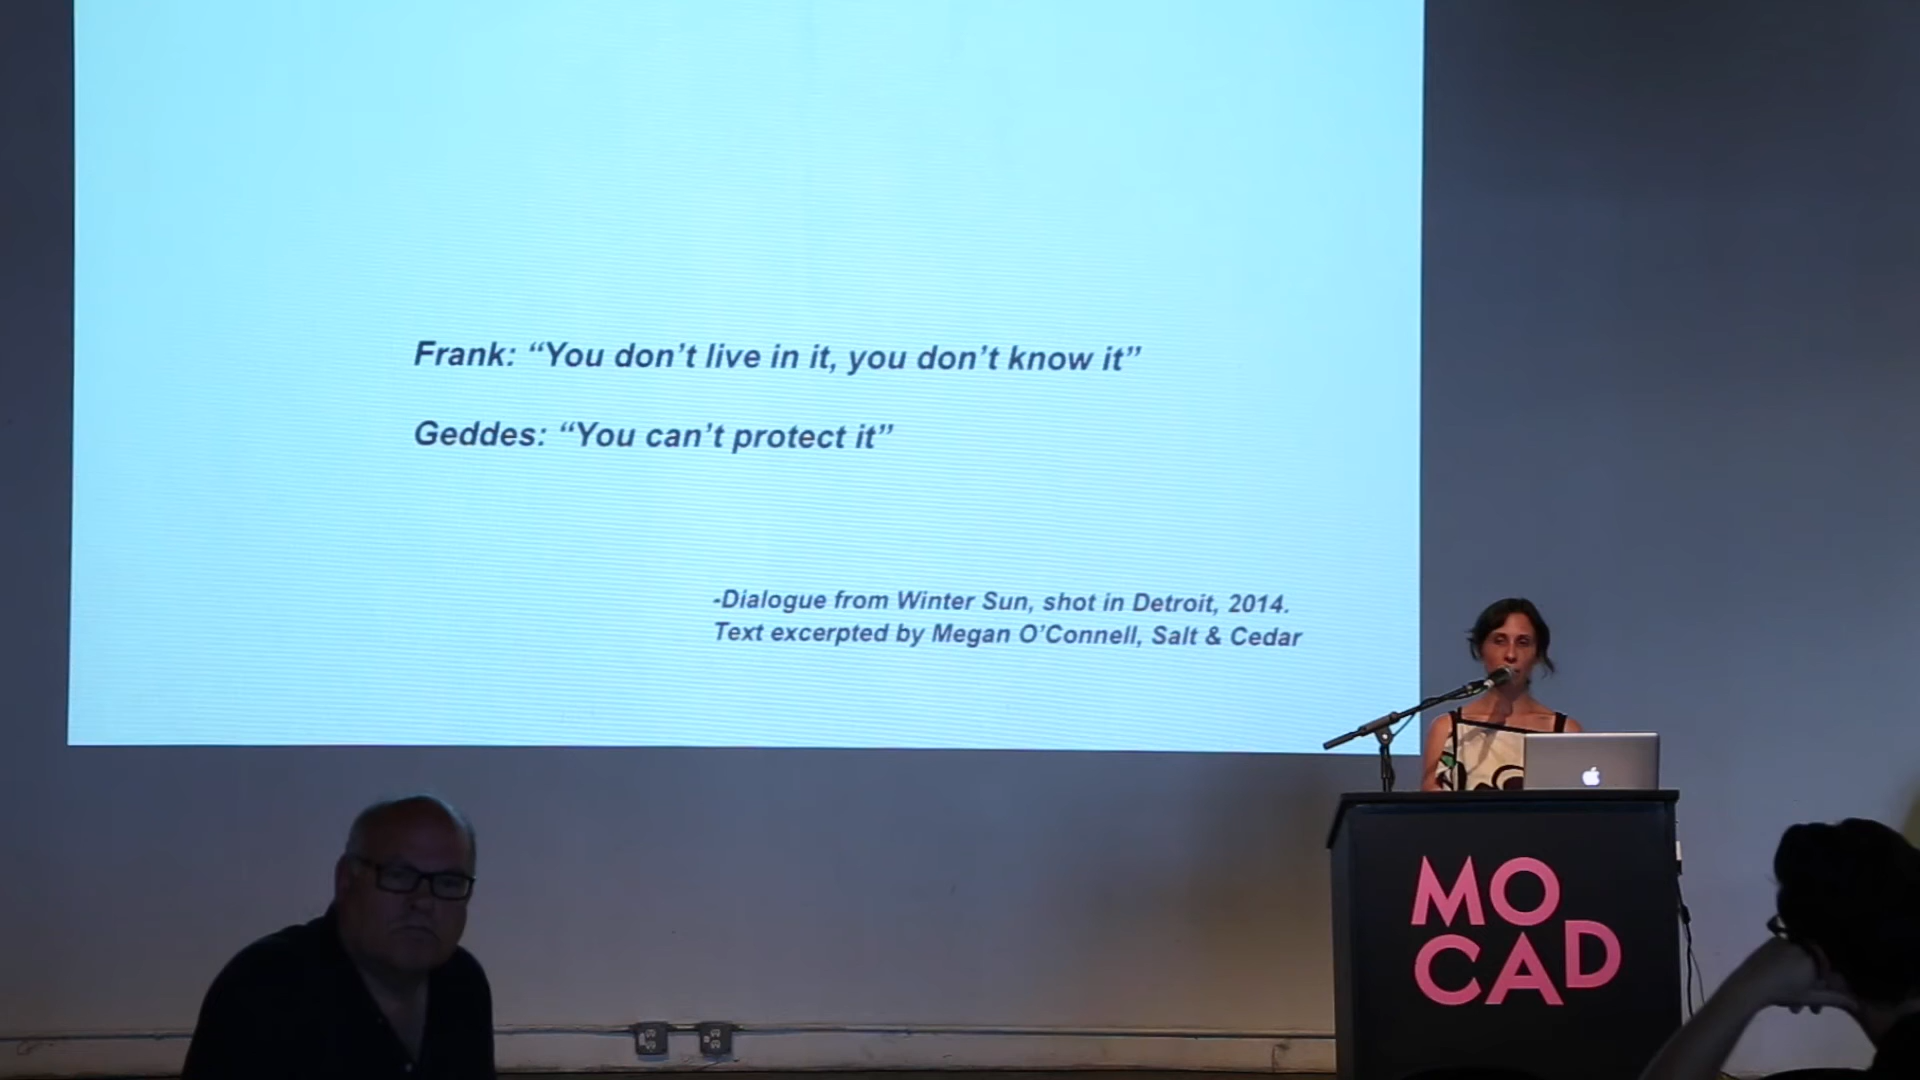 Frank: “You don’t live in it, you don’t know it”
Geddes: “You can’t protect it”
-Dialogue from Winter Sun, shot in Detroit, 2014.
Text excerpted by Megan O’Connell, Salt & Cedar
MO
CAD